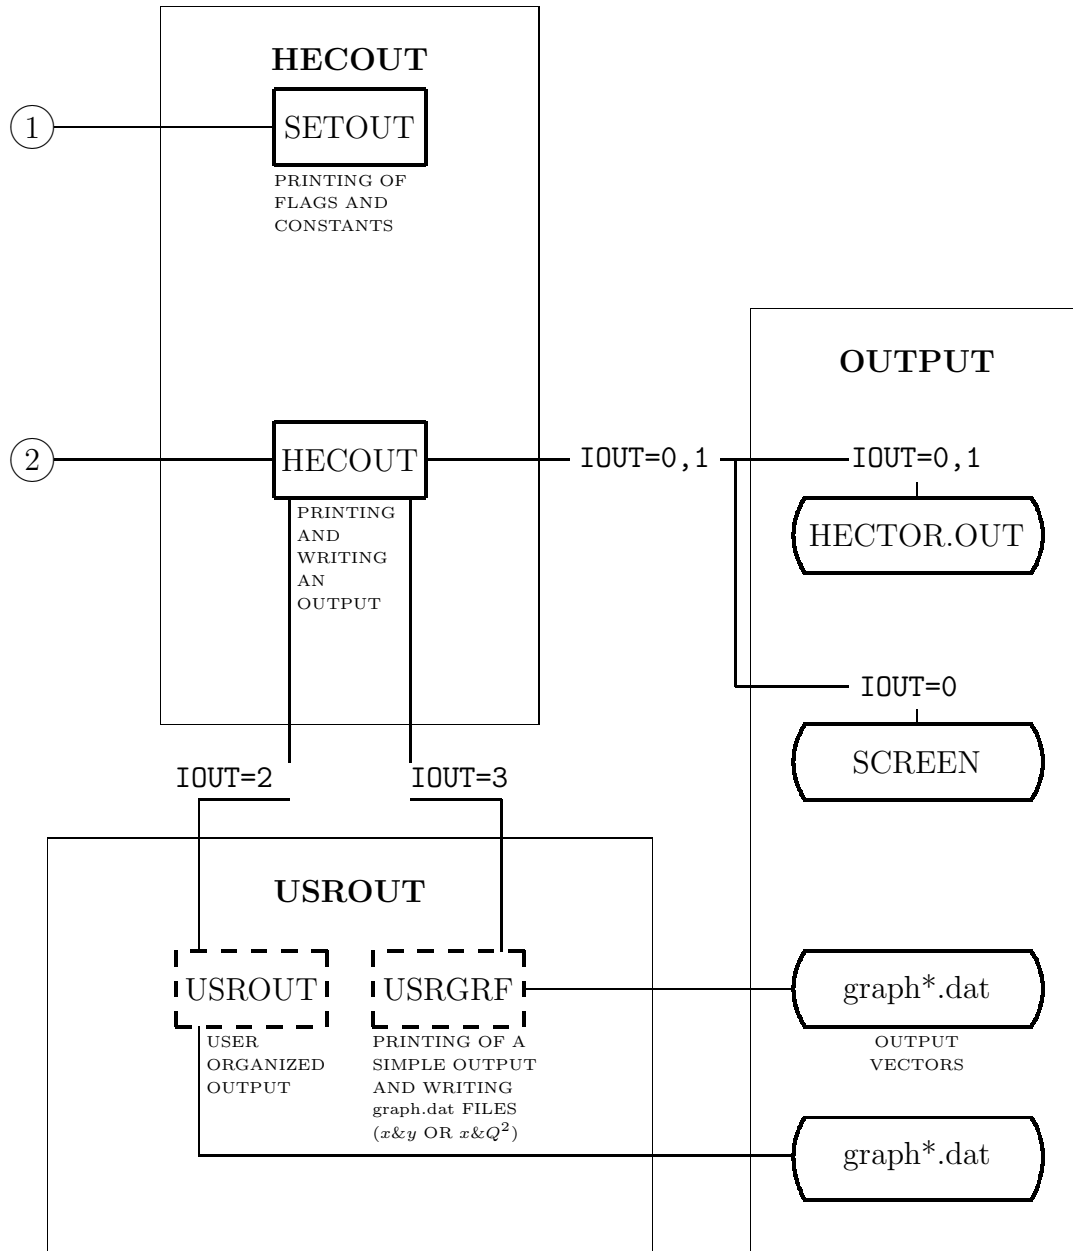 HECOUT
1
SETOUT
PRINTING OF
FLAGS AND
CONSTANTS
OUTPUT
2
HECOUT
IOUT=0,1
IOUT=0,1
PRINTING
AND
WRITING
AN
OUTPUT
HECTOR.OUT
IOUT=0
SCREEN
IOUT=2
IOUT=3
USROUT
USROUT
USRGRF
graph*.dat
USER
ORGANIZED
OUTPUT
PRINTING OF A
SIMPLE OUTPUT
AND WRITING
graph.dat FILES
(x&y OR x&Q²)
OUTPUT
VECTORS
graph*.dat